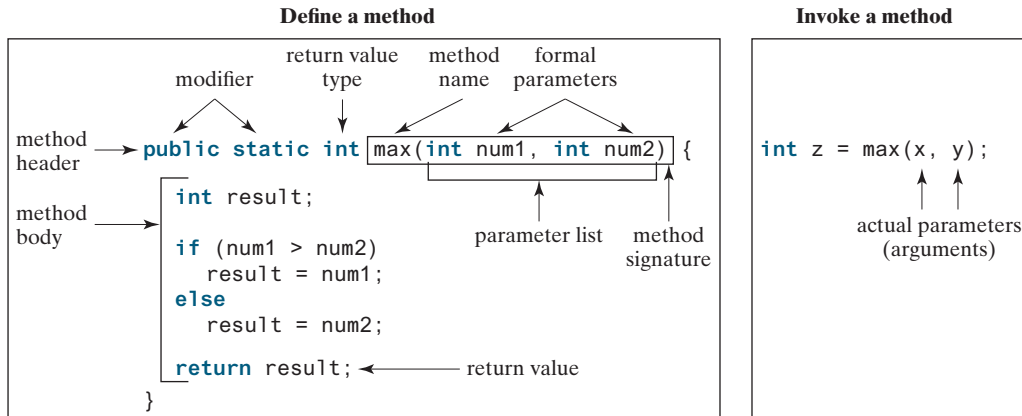 Define a method
Invoke a method
return value type
method name
formal parameters
modifier
method header
public static int max(int num1, int num2) {
int z = max(x, y);
method body
int result;
parameter list
method signature
actual parameters (arguments)
if (num1 > num2)
result = num1;
else
result = num2;
return result;
return value
}